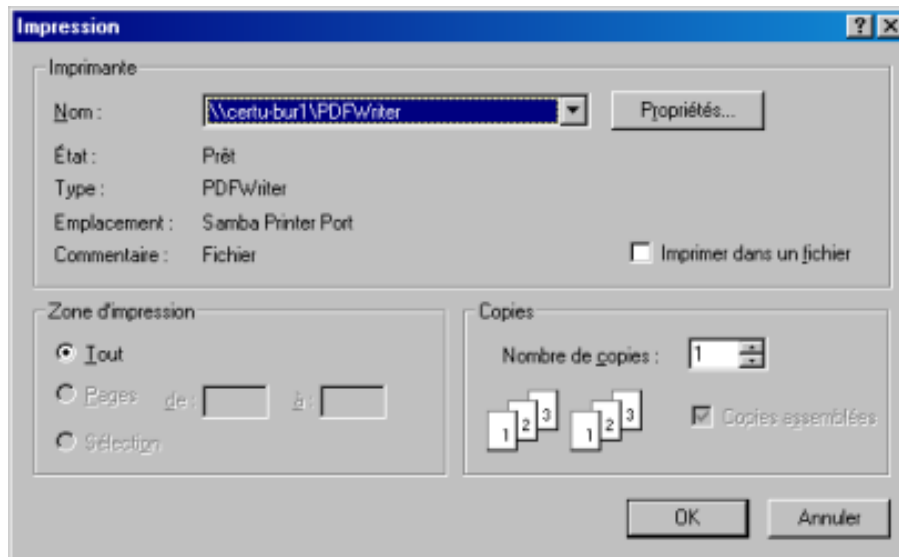 Impression
Imprimante
Nom : \\certu-bur1\PDFWriter Propriétés...
État : Prêt
Type : PDFWriter
Emplacement : Samba Printer Port
Commentaire : Fichier Imprimer dans un fichier
Zone d'impression
Tout
Pages de : à :
Sélection
Copies
Nombre de copies : 1
1 2 3 1 2 3
Copies assemblées
OK Annuler